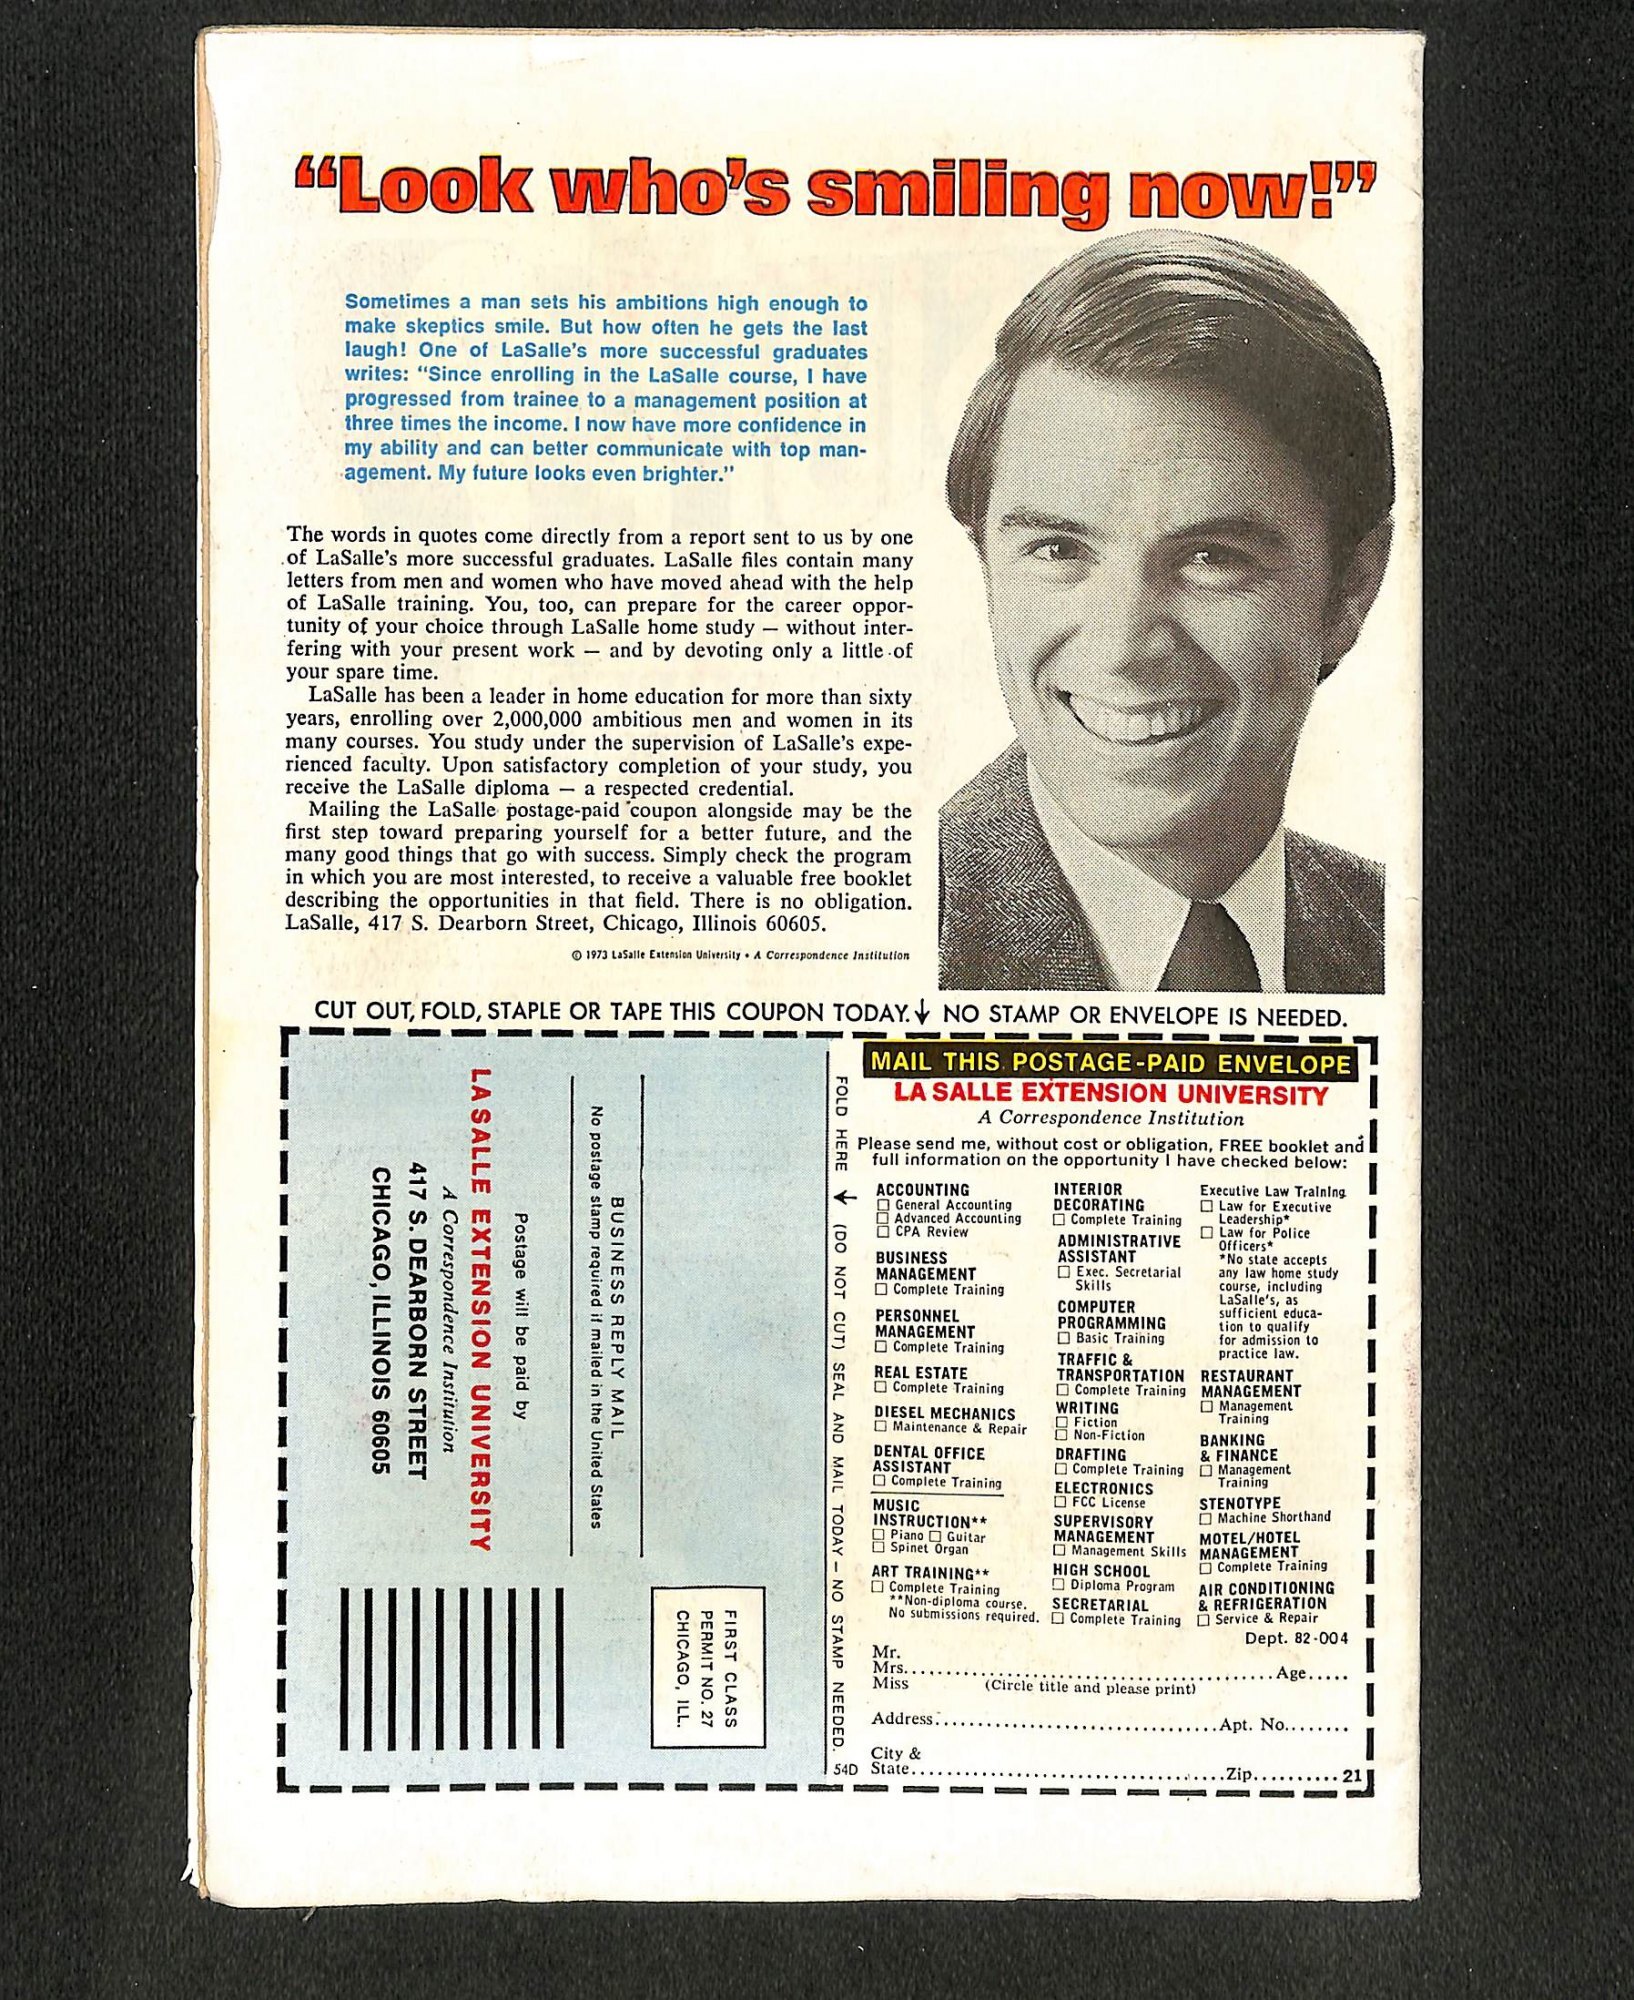 “Look who’s smiling now!”
Sometimes a man sets his ambitions high enough to
make skeptics smile. But how often he gets the last
laugh! One of LaSalle’s more successful graduates
writes: “Since enrolling in the LaSalle course, I have
progressed from trainee to a management position at
three times the income. I now have more confidence in
my ability and can better communicate with top man-
agement. My future looks even brighter.”
The words in quotes come directly from a report sent to us by one
of LaSalle’s more successful graduates. LaSalle files contain many
letters from men and women who have moved ahead with the help
of LaSalle training. You, too, can prepare for the career oppor-
tunity of your choice through LaSalle home study — without inter-
fering with your present work — and by devoting only a little of
your spare time.
LaSalle has been a leader in home education for more than sixty
years, enrolling over 2,000,000 ambitious men and women in its
many courses. You study under the supervision of LaSalle’s expe-
rienced faculty. Upon satisfactory completion of your study, you
receive the LaSalle diploma — a respected credential.
Mailing the LaSalle postage-paid coupon alongside may be the
first step toward preparing yourself for a better future, and the
many good things that go with success. Simply check the program
in which you are most interested, to receive a valuable free booklet
describing the opportunities in that field. There is no obligation.
LaSalle, 417 S. Dearborn Street, Chicago, Illinois 60605.
© 1973 LaSalle Extension University • A Correspondence Institution
CUT OUT, FOLD, STAPLE OR TAPE THIS COUPON TODAY.↓ NO STAMP OR ENVELOPE IS NEEDED.
FIRST CLASS
PERMIT NO. 27
CHICAGO, ILL.
BUSINESS REPLY MAIL
No postage stamp required if mailed in the United States
Postage will be paid by
LA SALLE EXTENSION UNIVERSITY
A Correspondence Institution
417 S. DEARBORN STREET
CHICAGO, ILLINOIS 60605
FOLD HERE ↓ (DO NOT CUT) SEAL AND MAIL TODAY — NO STAMP NEEDED.
54D
MAIL THIS POSTAGE-PAID ENVELOPE
LA SALLE EXTENSION UNIVERSITY
A Correspondence Institution
Please send me, without cost or obligation, FREE booklet and
full information on the opportunity I have checked below:
ACCOUNTING
☐ General Accounting
☐ Advanced Accounting
☐ CPA Review
BUSINESS
MANAGEMENT
☐ Complete Training
PERSONNEL
MANAGEMENT
☐ Complete Training
REAL ESTATE
☐ Complete Training
DIESEL MECHANICS
☐ Maintenance & Repair
DENTAL OFFICE
ASSISTANT
☐ Complete Training
MUSIC
INSTRUCTION**
☐ Piano ☐ Guitar
☐ Spinet Organ
ART TRAINING**
☐ Complete Training
**Non-diploma course.
No submissions required.
INTERIOR
DECORATING
☐ Complete Training
ADMINISTRATIVE
ASSISTANT
☐ Exec. Secretarial
Skills
COMPUTER
PROGRAMMING
☐ Basic Training
TRAFFIC &
TRANSPORTATION
☐ Complete Training
WRITING
☐ Fiction
☐ Non-Fiction
DRAFTING
☐ Complete Training
ELECTRONICS
☐ FCC License
SUPERVISORY
MANAGEMENT
☐ Management Skills
HIGH SCHOOL
☐ Diploma Program
SECRETARIAL
☐ Complete Training
Executive Law Training
☐ Law for Executive
Leadership*
☐ Law for Police
Officers*
*No state accepts
any law home study
course, including
LaSalle’s, as
sufficient educa-
tion to qualify
for admission to
practice law.
RESTAURANT
MANAGEMENT
☐ Management
Training
BANKING
& FINANCE
☐ Management
Training
STENOTYPE
☐ Machine Shorthand
MOTEL/HOTEL
MANAGEMENT
☐ Complete Training
AIR CONDITIONING
& REFRIGERATION
☐ Service & Repair
Dept. 82-004
Mr.
Mrs. Age
Miss (Circle title and please print)
Address Apt. No.
City &
State Zip 21